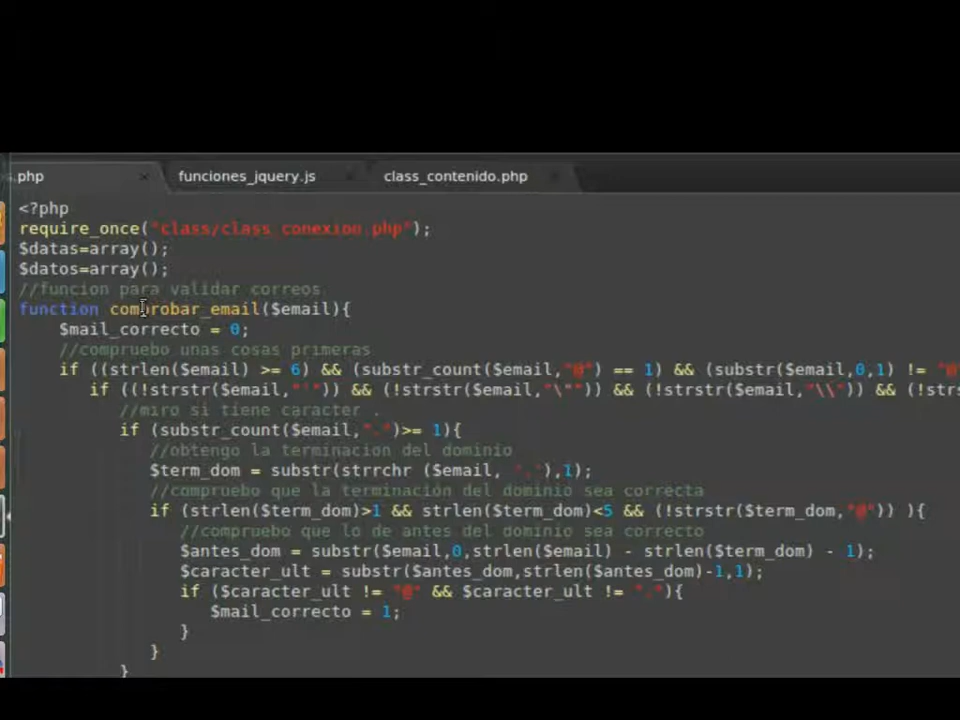 .php
funciones_jquery.js
class_contenido.php
<?php
require_once("class/class_conexion.php");
$datas=array();
$datos=array();
//funcion para validar correos
function comprobar_email($email){
$mail_correcto = 0;
//compruebo unas cosas primeras
if ((strlen($email) >= 6) && (substr_count($email,"@") == 1) && (substr($email,0,1) != "@
if ((!strstr($email,"'")) && (!strstr($email,"\"")) && (!strstr($email,"\\")) && (!strs
//miro si tiene caracter .
if (substr_count($email,".")>= 1){
//obtengo la terminacion del dominio
$term_dom = substr(strrchr ($email, '.'),1);
//compruebo que la terminación del dominio sea correcta
if (strlen($term_dom)>1 && strlen($term_dom)<5 && (!strstr($term_dom,"@")) ){
//compruebo que lo de antes del dominio sea correcto
$antes_dom = substr($email,0,strlen($email) - strlen($term_dom) - 1);
$caracter_ult = substr($antes_dom,strlen($antes_dom)-1,1);
if ($caracter_ult != "@" && $caracter_ult != "."){
$mail_correcto = 1;
}
}
}